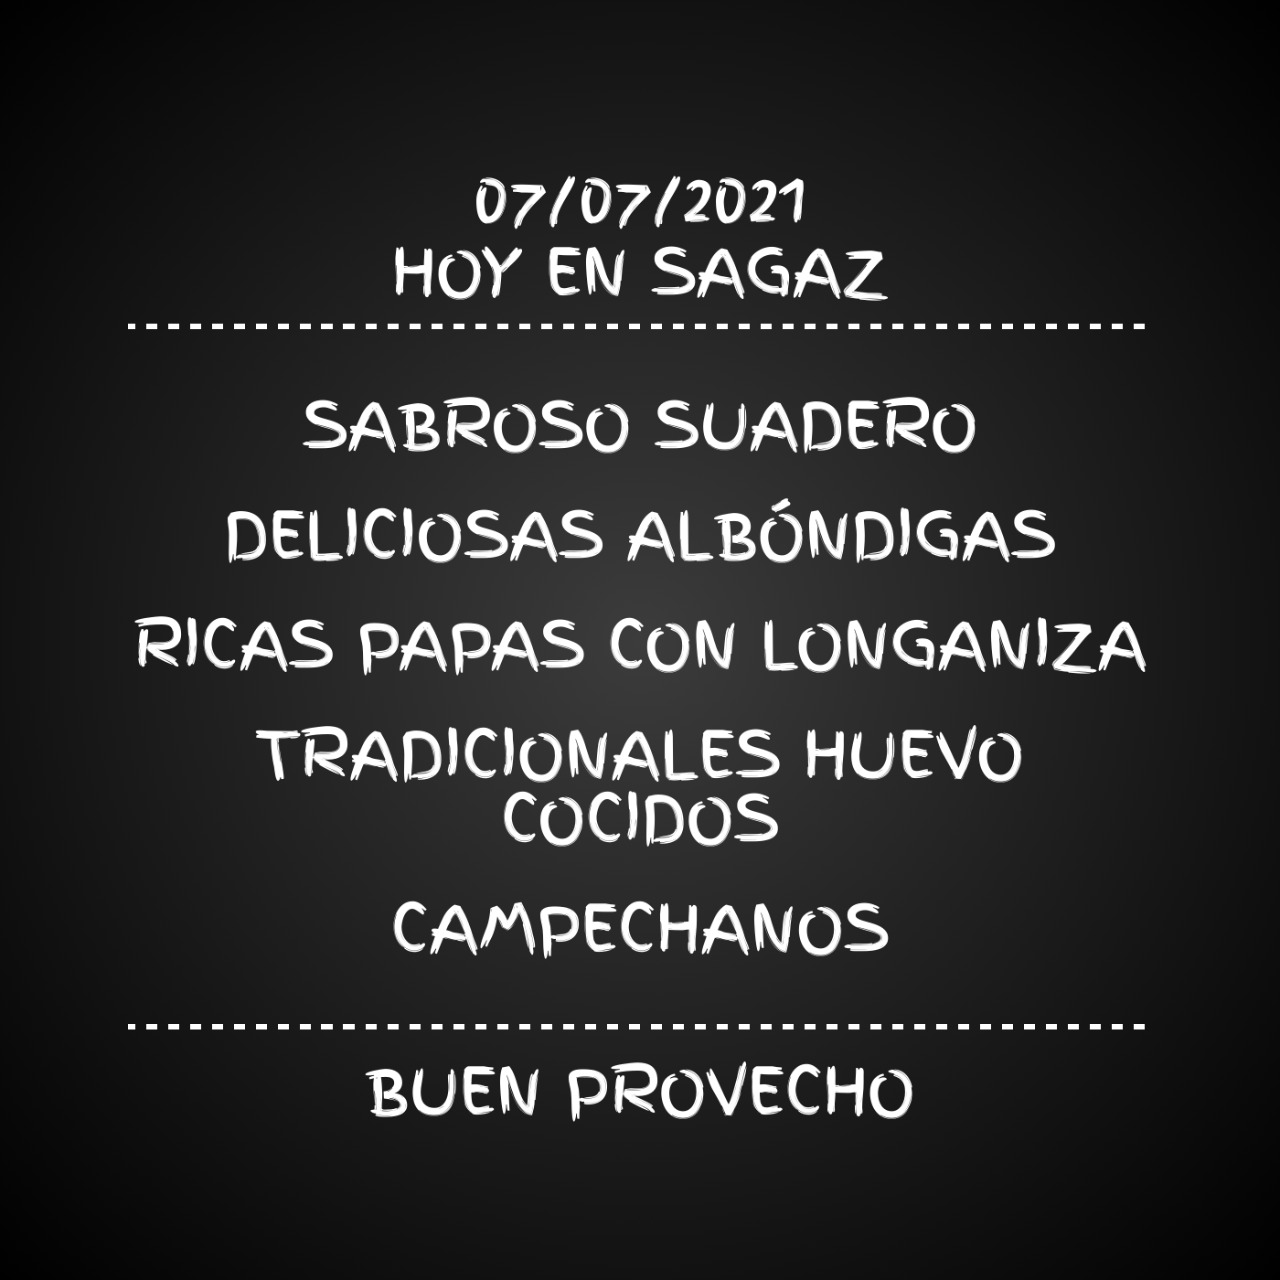 07/07/2021
HOY EN SAGAZ
SABROSO SUADERO
DELICIOSAS ALBÓNDIGAS
RICAS PAPAS CON LONGANIZA
TRADICIONALES HUEVO
COCIDOS
CAMPECHANOS
BUEN PROVECHO